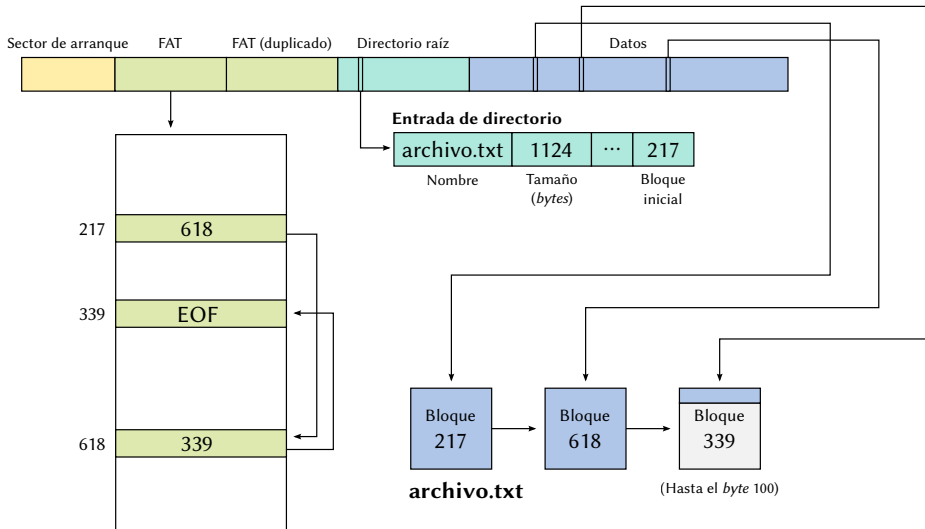 Sector de arranque
FAT
FAT (duplicado)
Directorio raíz
Datos
Entrada de directorio
archivo.txt
1124
...
217
Nombre
Tamaño
(bytes)
Bloque
inicial
217
618
339
EOF
618
339
Bloque
217
Bloque
618
Bloque
339
archivo.txt
(Hasta el byte 100)